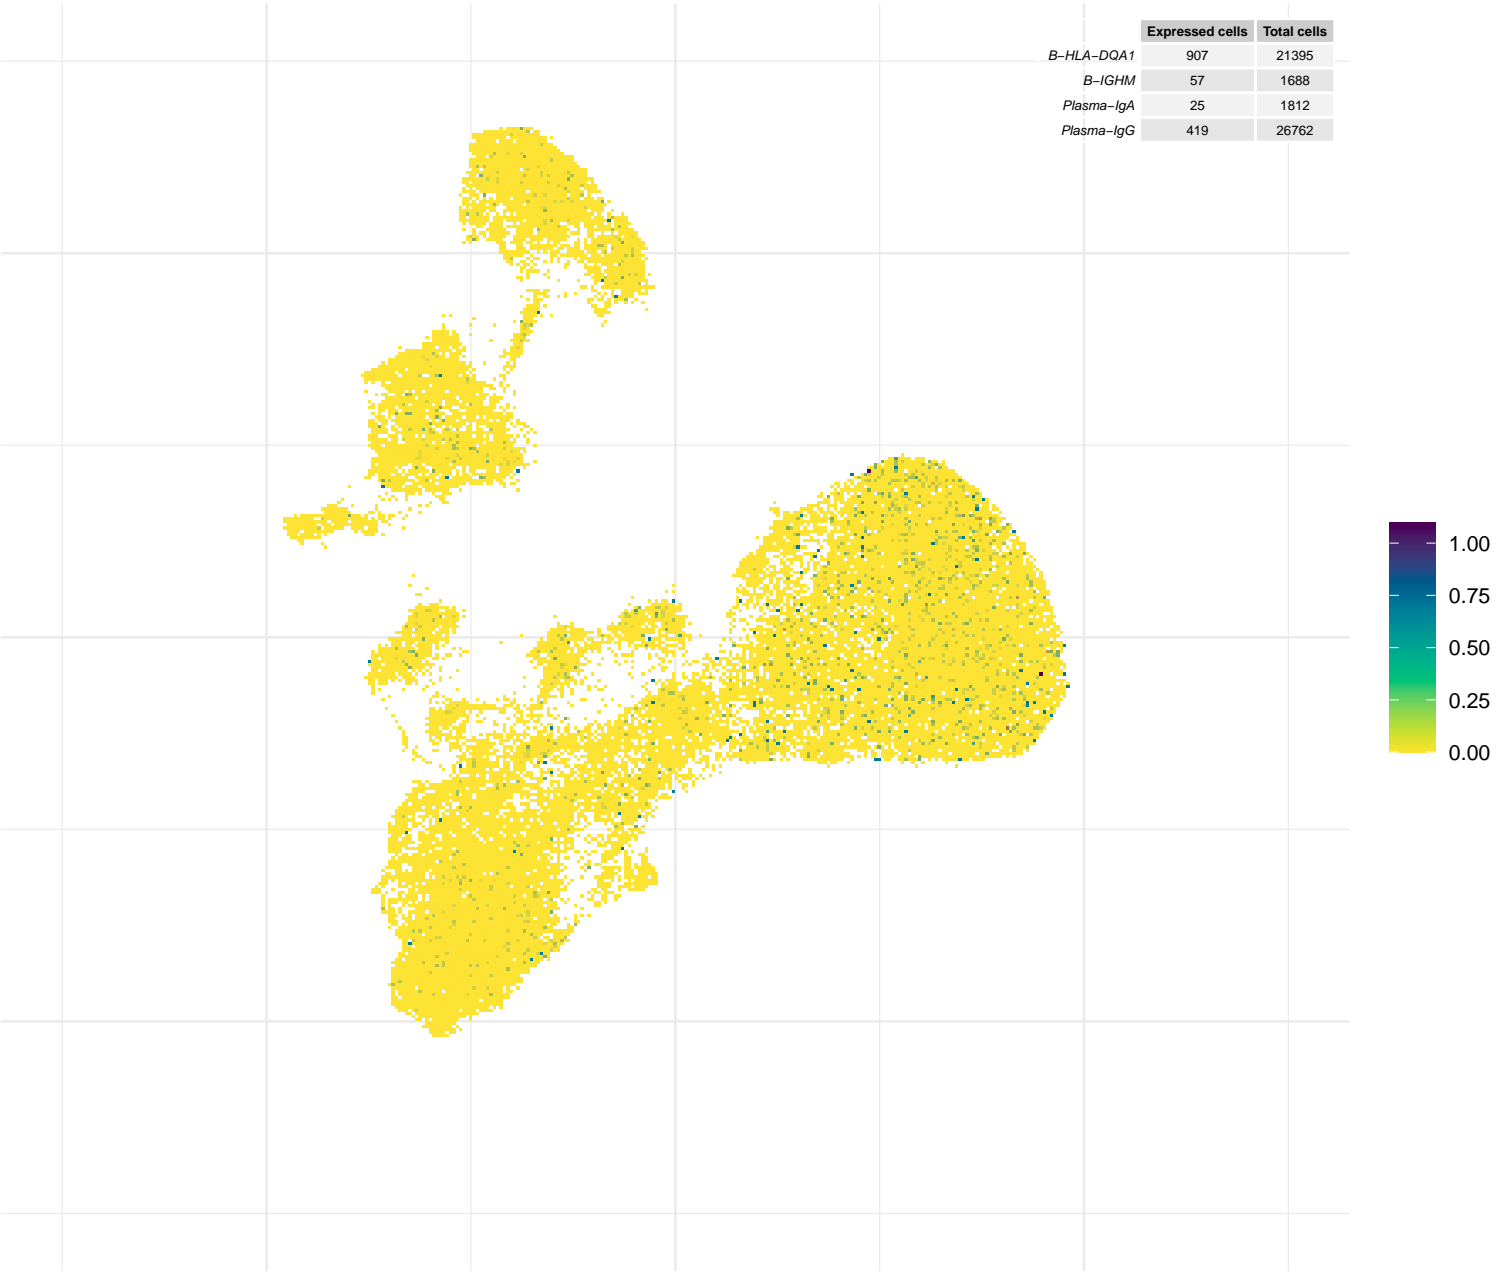 Expressed cells Total cells
B−HLA−DQA1 907 21395
B−IGHM 57 1688
Plasma−IgA 25 1812
Plasma−IgG 419 26762
1.00
0.75
0.50
0.25
0.00